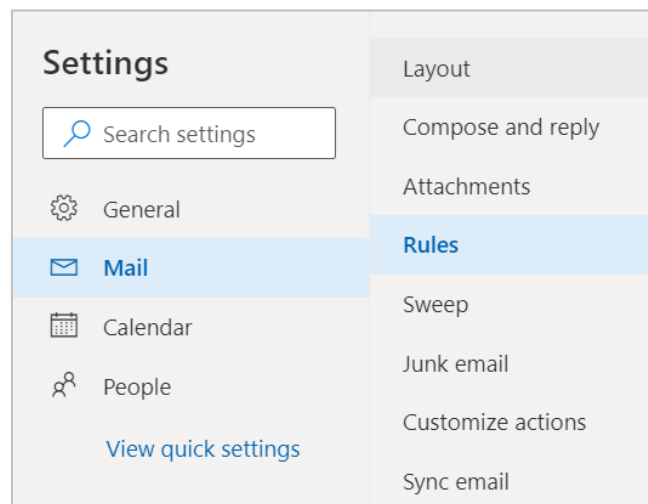 Settings
Search settings
General
Mail
Calendar
People
View quick settings
Layout
Compose and reply
Attachments
Rules
Sweep
Junk email
Customize actions
Sync email